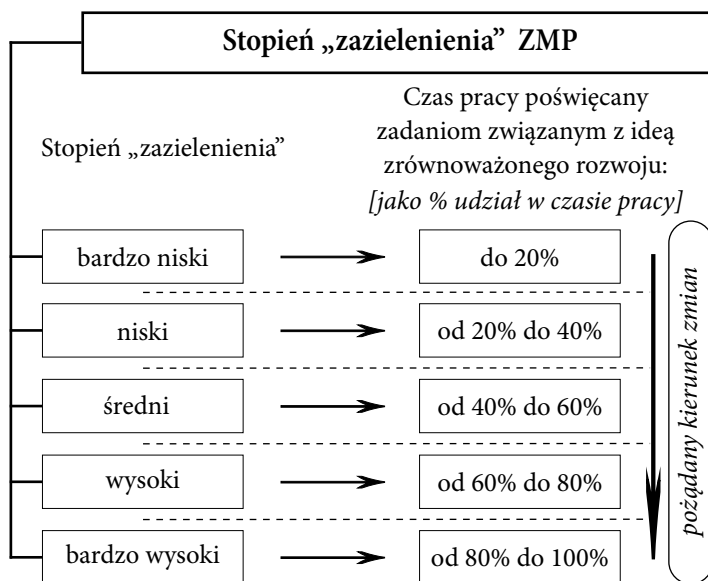 Stopień „zazielenienia” ZMP
Stopień „zazielenienia”
Czas pracy poświęcany
zadaniom związanym z ideą
zrównoważonego rozwoju:
[jako % udział w czasie pracy]
bardzo niski
do 20%
niski
od 20% do 40%
średni
od 40% do 60%
wysoki
od 60% do 80%
bardzo wysoki
od 80% do 100%
pożądany kierunek zmian